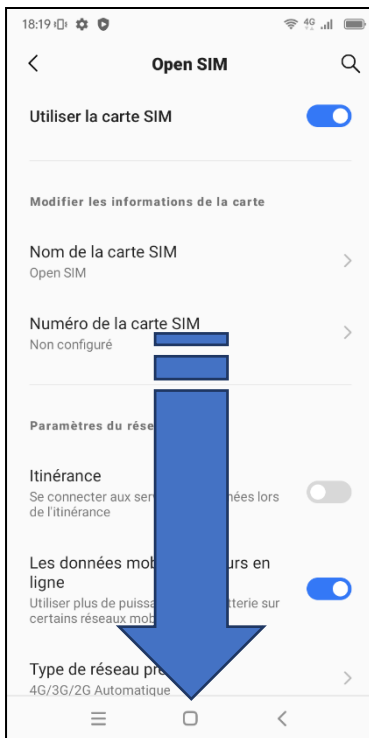 18:19 4G
Open SIM
Utiliser la carte SIM
Modifier les informations de la carte
Nom de la carte SIM
Open SIM
Numéro de la carte SIM
Non configuré
Paramètres du rése
Itinérance
Se connecter aux ser nées lors
de l'itinérance
Les données mob urs en
ligne
Utiliser plus de puissa tterie sur
certains réseaux mob
Type de réseau pr
4G/3G/2G Automatique